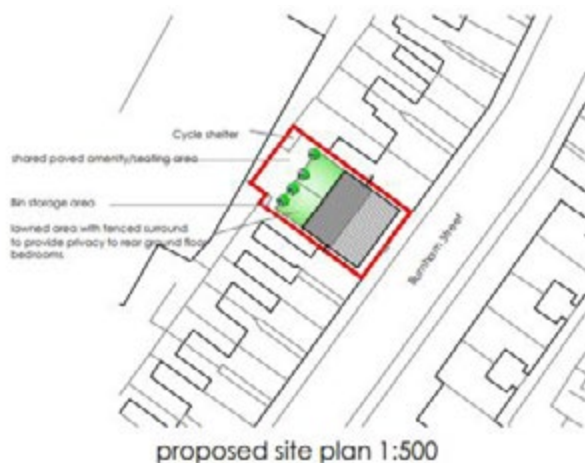 Cycle shelter
shared paved amenity/seating area
Bin storage area
lawned area with fenced surround
to provide privacy to rear ground floor
bedrooms
Burnham Street
proposed site plan 1:500